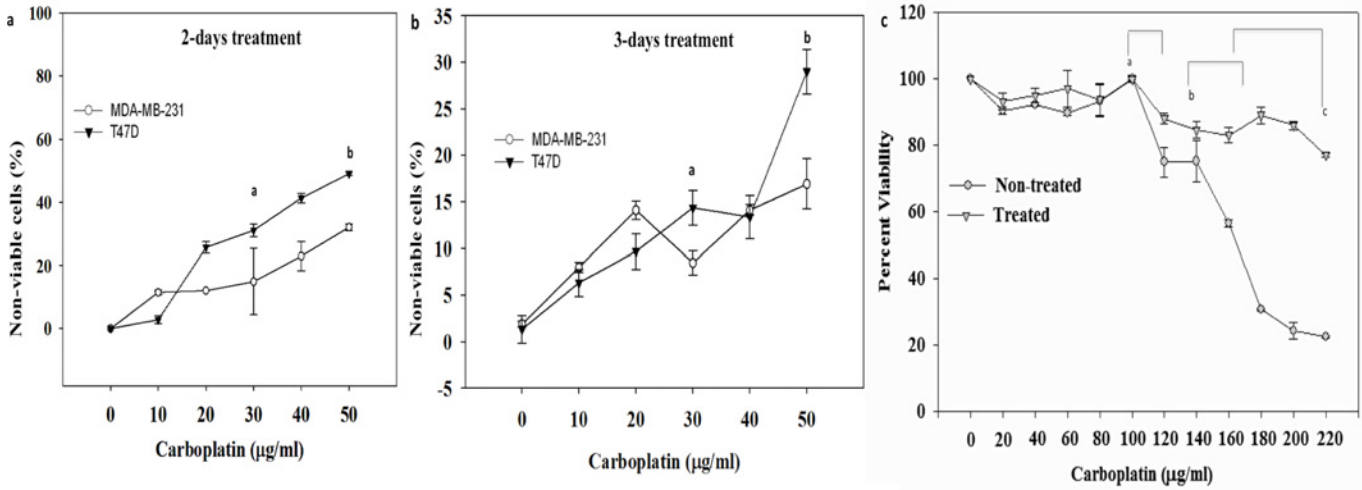 a
2-days treatment
MDA-MB-231
T47D
a
b
100
80
60
40
20
0
Non-viable cells (%)
0 10 20 30 40 50
Carboplatin (μg/ml)
b
3-days treatment
MDA-MB-231
T47D
a
b
35
30
25
20
15
10
5
0
-5
Non-viable cells (%)
0 10 20 30 40 50
Carboplatin (μg/ml)
c
a
b
c
Non-treated
Treated
120
100
80
60
40
20
0
Percent Viability
0 20 40 60 80 100 120 140 160 180 200 220
Carboplatin (μg/ml)